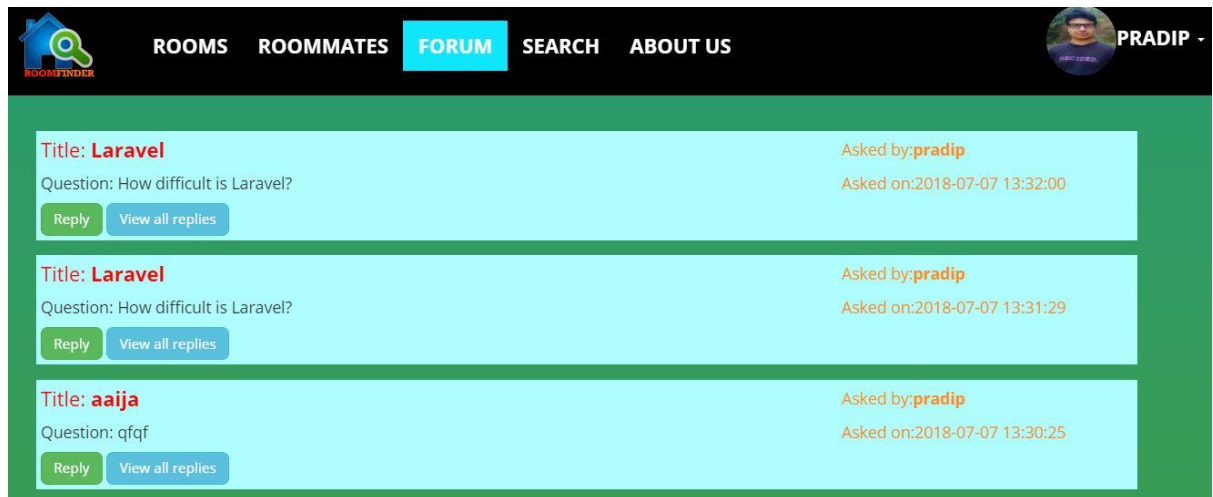 ROOMFINDER
ROOMS ROOMMATES FORUM SEARCH ABOUT US
PRADIP
Title: Laravel
Asked by:pradip
Question: How difficult is Laravel?
Asked on:2018-07-07 13:32:00
Reply View all replies
Title: Laravel
Asked by:pradip
Question: How difficult is Laravel?
Asked on:2018-07-07 13:31:29
Reply View all replies
Title: aaija
Asked by:pradip
Question: qfqf
Asked on:2018-07-07 13:30:25
Reply View all replies